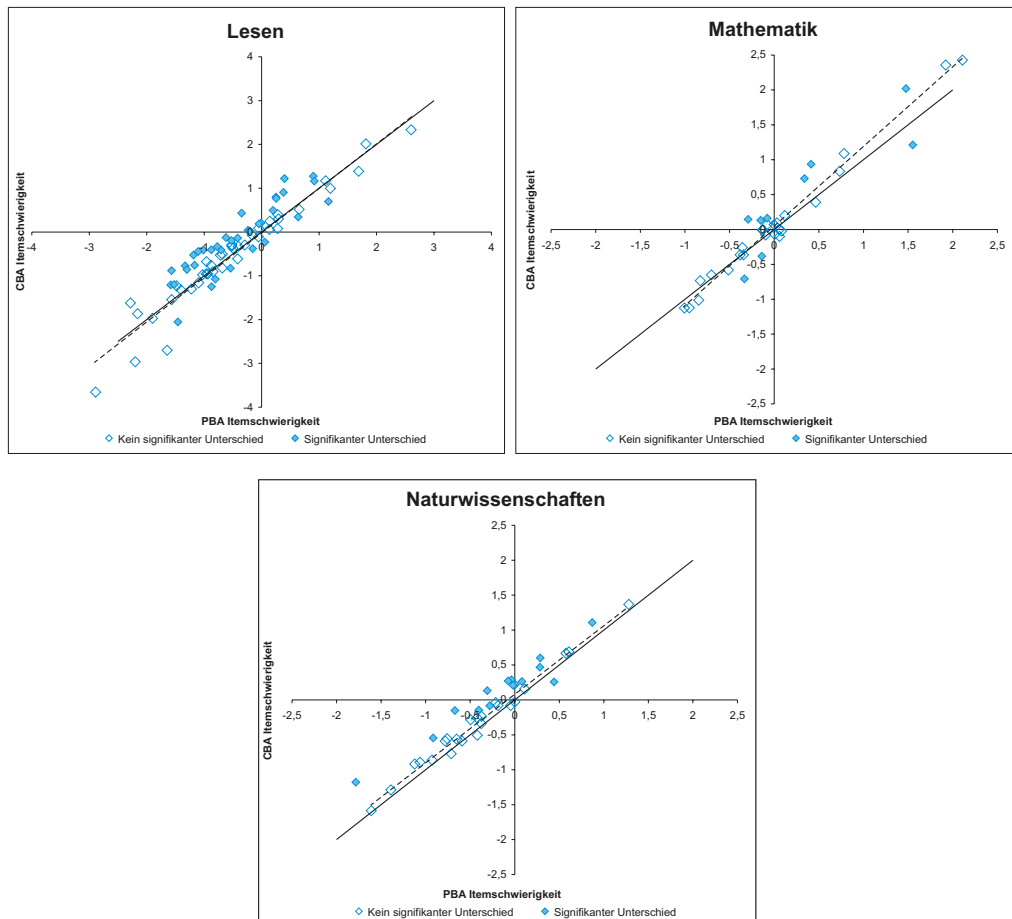 Lesen
4
3
2
1
0
-4 -3 -2 -1 0 1 2 3 4
-1
-2
-3
-4
CBA Itemschwierigkeit
PBA Itemschwierigkeit
Kein signifikanter Unterschied Signifikanter Unterschied
Mathematik
2,5
2
1,5
1
0,5
0
-2,5 -2 -1,5 -1 -0,5 0 0,5 1 1,5 2 2,5
-0,5
-1
-1,5
-2
-2,5
CBA Itemschwierigkeit
PBA Itemschwierigkeit
Kein signifikanter Unterschied Signifikanter Unterschied
Naturwissenschaften
2,5
2
1,5
1
0,5
0
-2,5 -2 -1,5 -1 -0,5 0 0,5 1 1,5 2 2,5
-0,5
-1
-1,5
-2
-2,5
CBA Itemschwierigkeit
PBA Itemschwierigkeit
Kein signifikanter Unterschied Signifikanter Unterschied